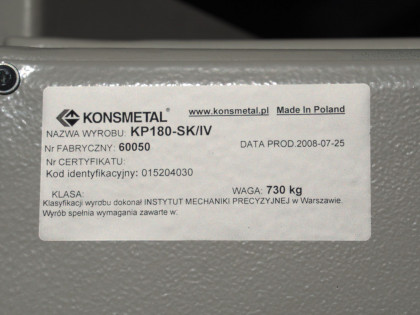 KONSMETAL® www.konsmetal.pl Made In Poland
NAZWA WYROBU: KP180-SK/IV
Nr FABRYCZNY: 60050 DATA PROD.2008-07-25
Nr CERTYFIKATU:
Kod identyfikacyjny: 015204030
KLASA: WAGA: 730 kg
Klasyfikacji wyrobu dokonał INSTYTUT MECHANIKI PRECYZYJNEJ w Warszawie.
Wyrób spełnia wymagania zawarte w: